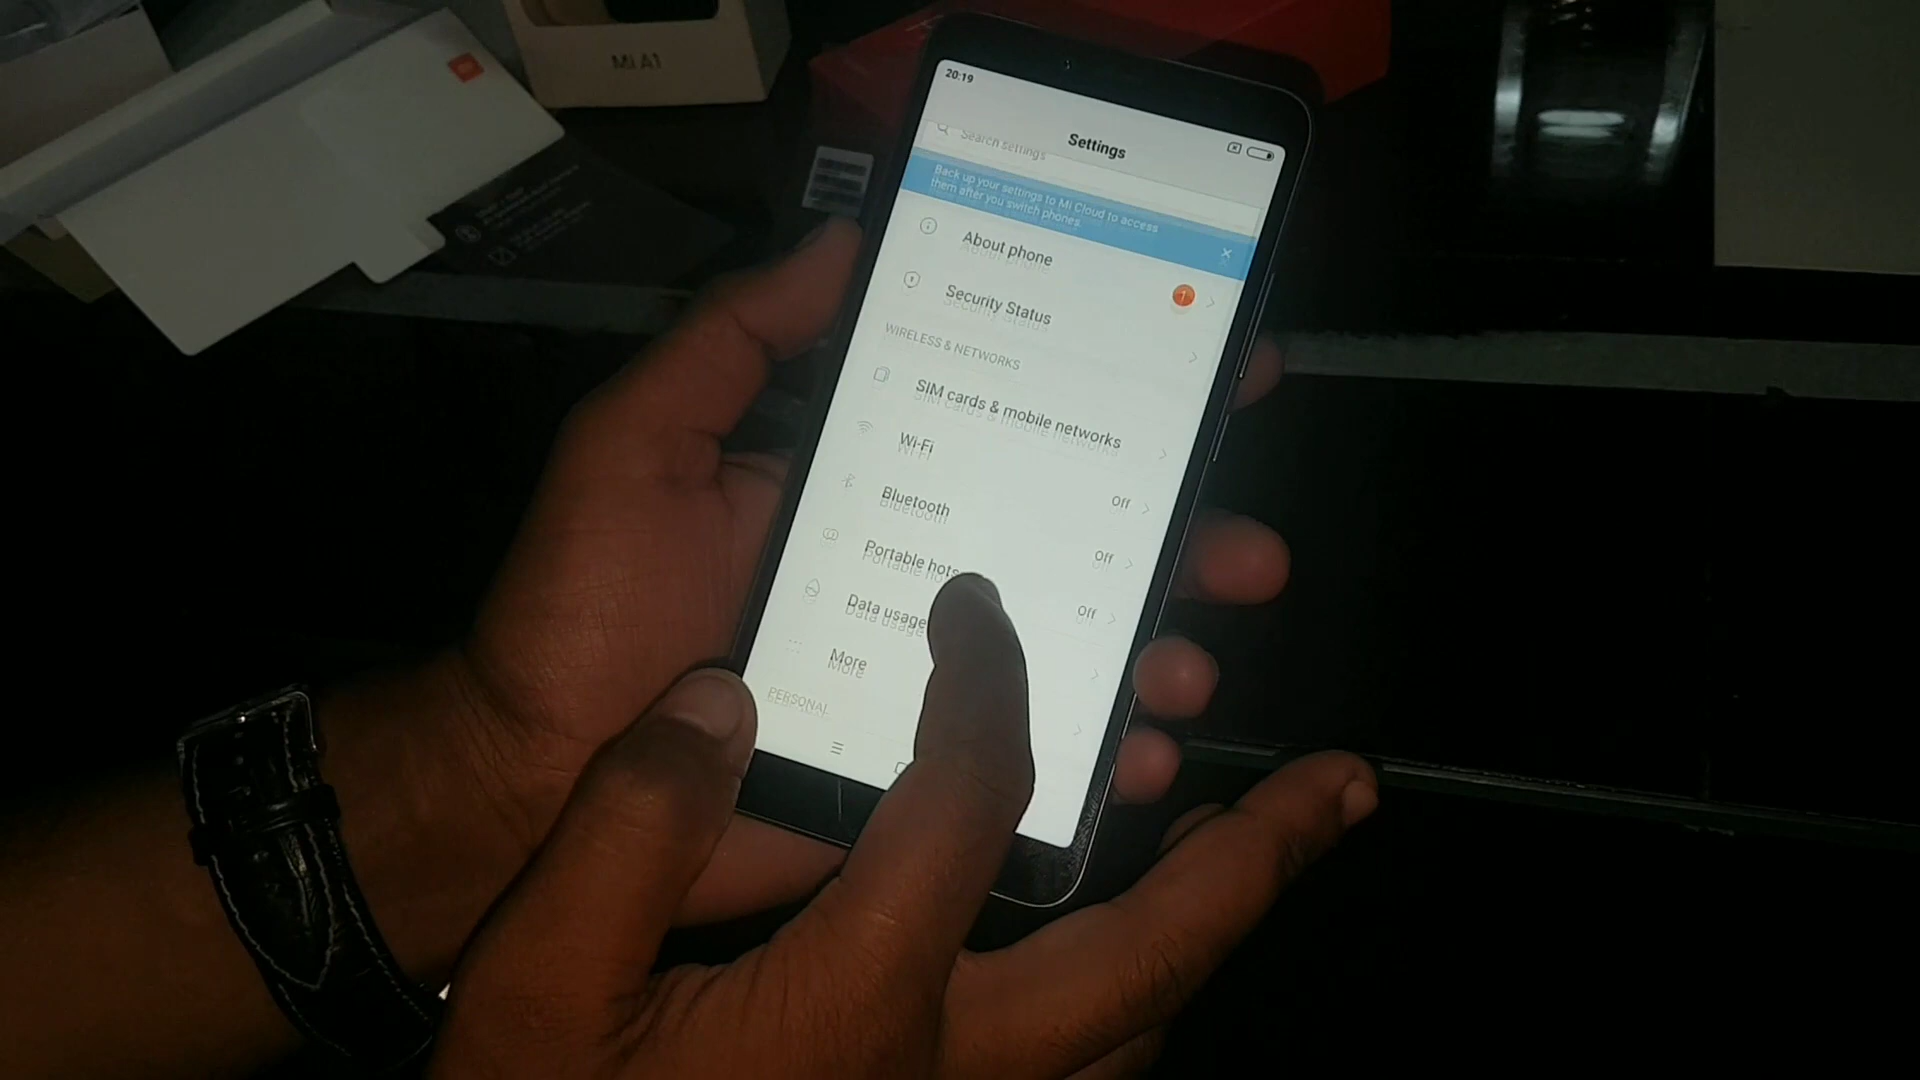 Mi A1
20:19
Settings
Search settings
Back up your settings to Mi Cloud to access
them after you switch phones.
About phone
1
Security Status
WIRELESS & NETWORKS
SIM cards & mobile networks
Wi-Fi
Off
Bluetooth
Off
Portable hots
Off
Data usage
More
PERSONAL